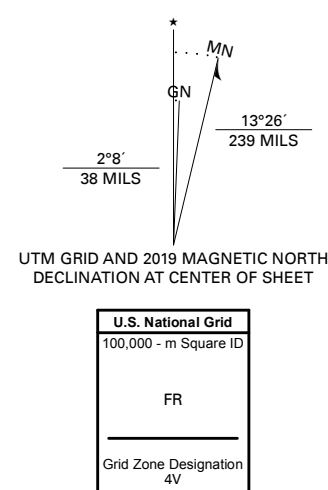 ★
MN
GN
13°26´
239 MILS
2°8´
38 MILS
UTM GRID AND 2019 MAGNETIC NORTH
DECLINATION AT CENTER OF SHEET
U.S. National Grid
100,000 - m Square ID
FR
Grid Zone Designation
4V